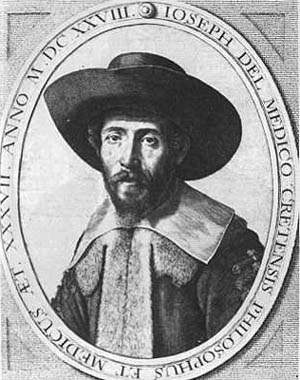 IOSEPH DEL MEDICO CRETENSIS PHILOSOPHUS ET MEDICUS ÆT. XXXVII. ANNO M.DC XXVIII.